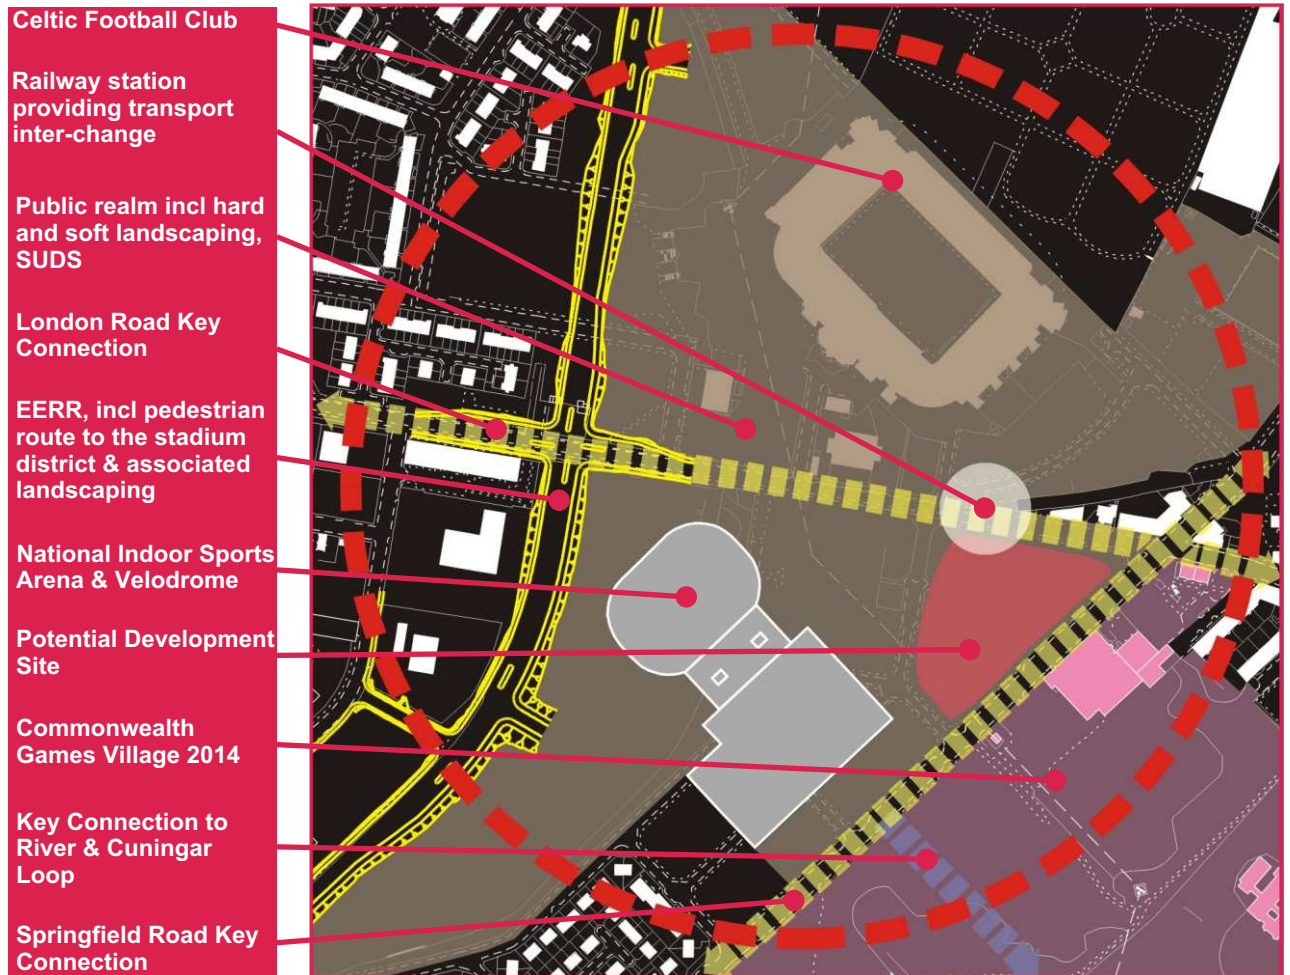 Celtic Football Club
Railway station
providing transport
inter-change
Public realm incl hard
and soft landscaping,
SUDS
London Road Key
Connection
EERR, incl pedestrian
route to the stadium
district & associated
landscaping
National Indoor Sports
Arena & Velodrome
Potential Development
Site
Commonwealth
Games Village 2014
Key Connection to
River & Cuningar
Loop
Springfield Road Key
Connection